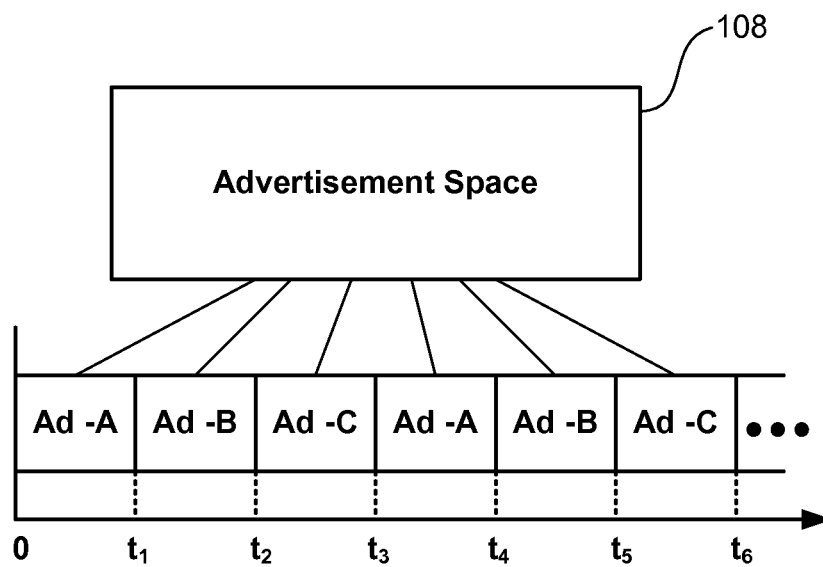 108
Advertisement Space
Ad -A Ad -B Ad -C Ad -A Ad -B Ad -C ●●●
0 t₁ t₂ t₃ t₄ t₅ t₆